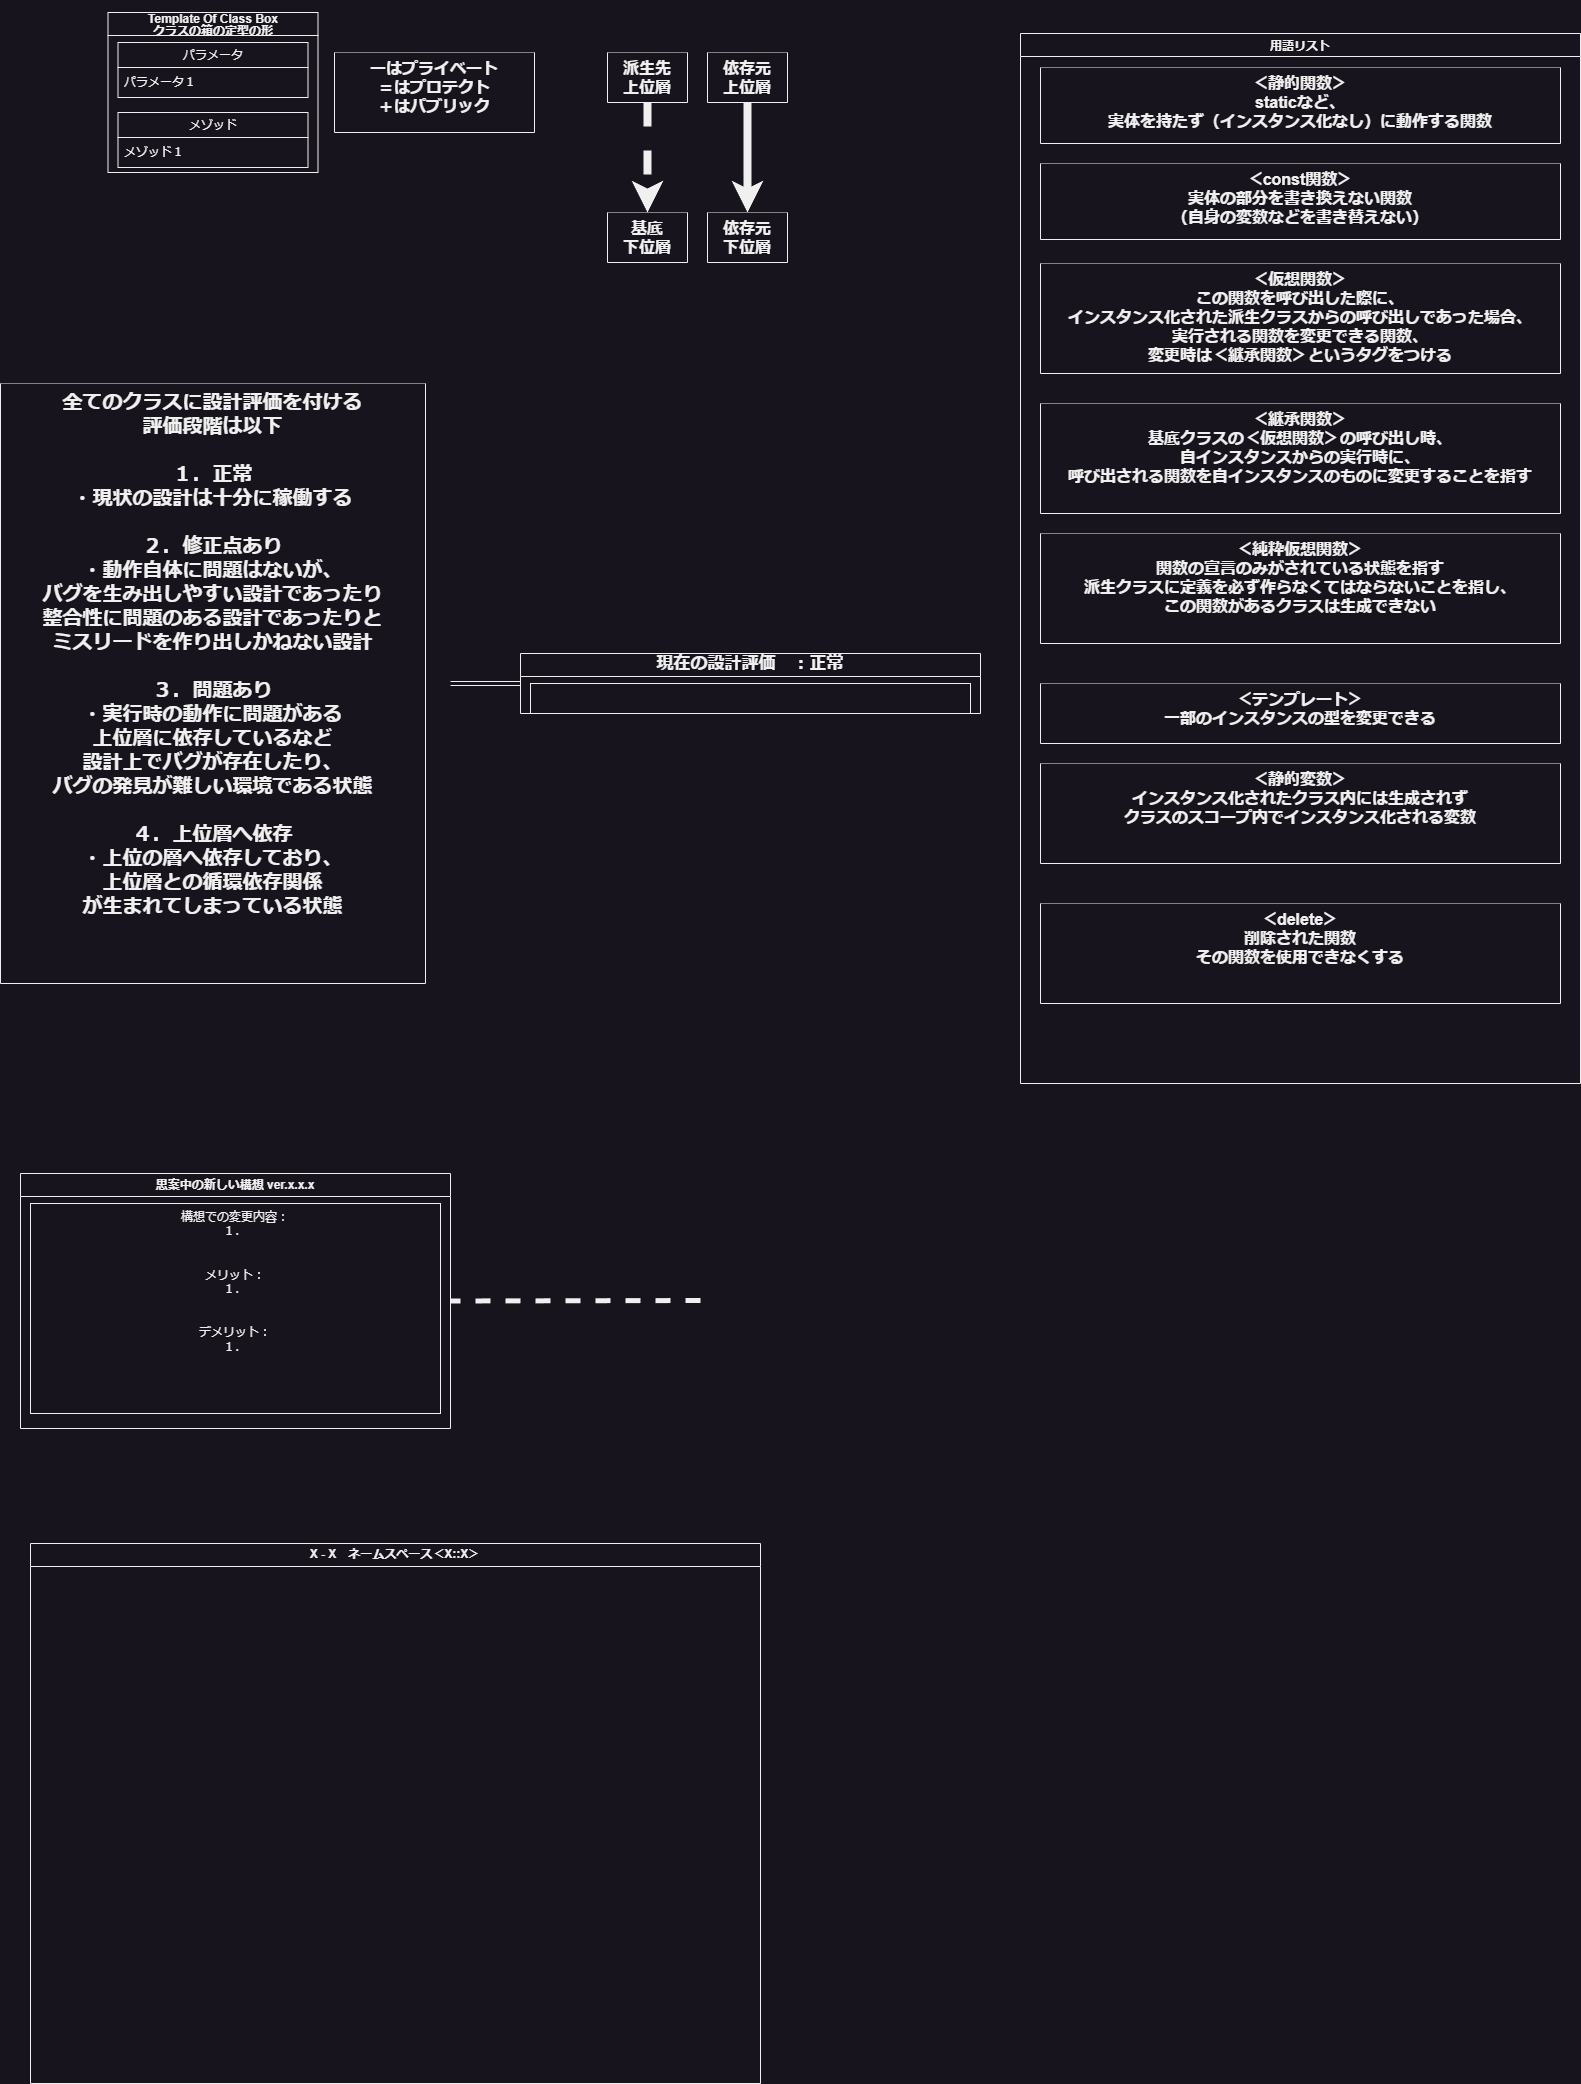 Template Of Class Box
クラスの箱の定型の形
パラメータ
パラメータ１
メゾッド
メゾッド１
ーはプライベート
＝はプロテクト
＋はパブリック
派生先
上位層
基底
下位層
依存元
上位層
依存元
下位層
用語リスト
＜静的関数＞
staticなど、
実体を持たず（インスタンス化なし）に動作する関数
＜const関数＞
実体の部分を書き換えない関数
（自身の変数などを書き替えない）
＜仮想関数＞
この関数を呼び出した際に、
インスタンス化された派生クラスからの呼び出しであった場合、
実行される関数を変更できる関数、
変更時は＜継承関数＞というタグをつける
＜継承関数＞
基底クラスの＜仮想関数＞の呼び出し時、
自インスタンスからの実行時に、
呼び出される関数を自インスタンスのものに変更することを指す
＜純粋仮想関数＞
関数の宣言のみがされている状態を指す
派生クラスに定義を必ず作らなくてはならないことを指し、
この関数があるクラスは生成できない
＜テンプレート＞
一部のインスタンスの型を変更できる
＜静的変数＞
インスタンス化されたクラス内には生成されず
クラスのスコープ内でインスタンス化される変数
＜delete＞
削除された関数
その関数を使用できなくする
全てのクラスに設計評価を付ける
評価段階は以下
１．正常
・現状の設計は十分に稼働する
２．修正点あり
・動作自体に問題はないが、
バグを生み出しやすい設計であったり
整合性に問題のある設計であったりと
ミスリードを作り出しかねない設計
３．問題あり
・実行時の動作に問題がある
上位層に依存しているなど
設計上でバグが存在したり、
バグの発見が難しい環境である状態
４．上位層へ依存
・上位の層へ依存しており、
上位層との循環依存関係
が生まれてしまっている状態
現在の設計評価　：正常
思案中の新しい構想 ver.x.x.x
構想での変更内容：
１．
メリット：
１．
デメリット：
１．
X - X　ネームスペース<X::X>